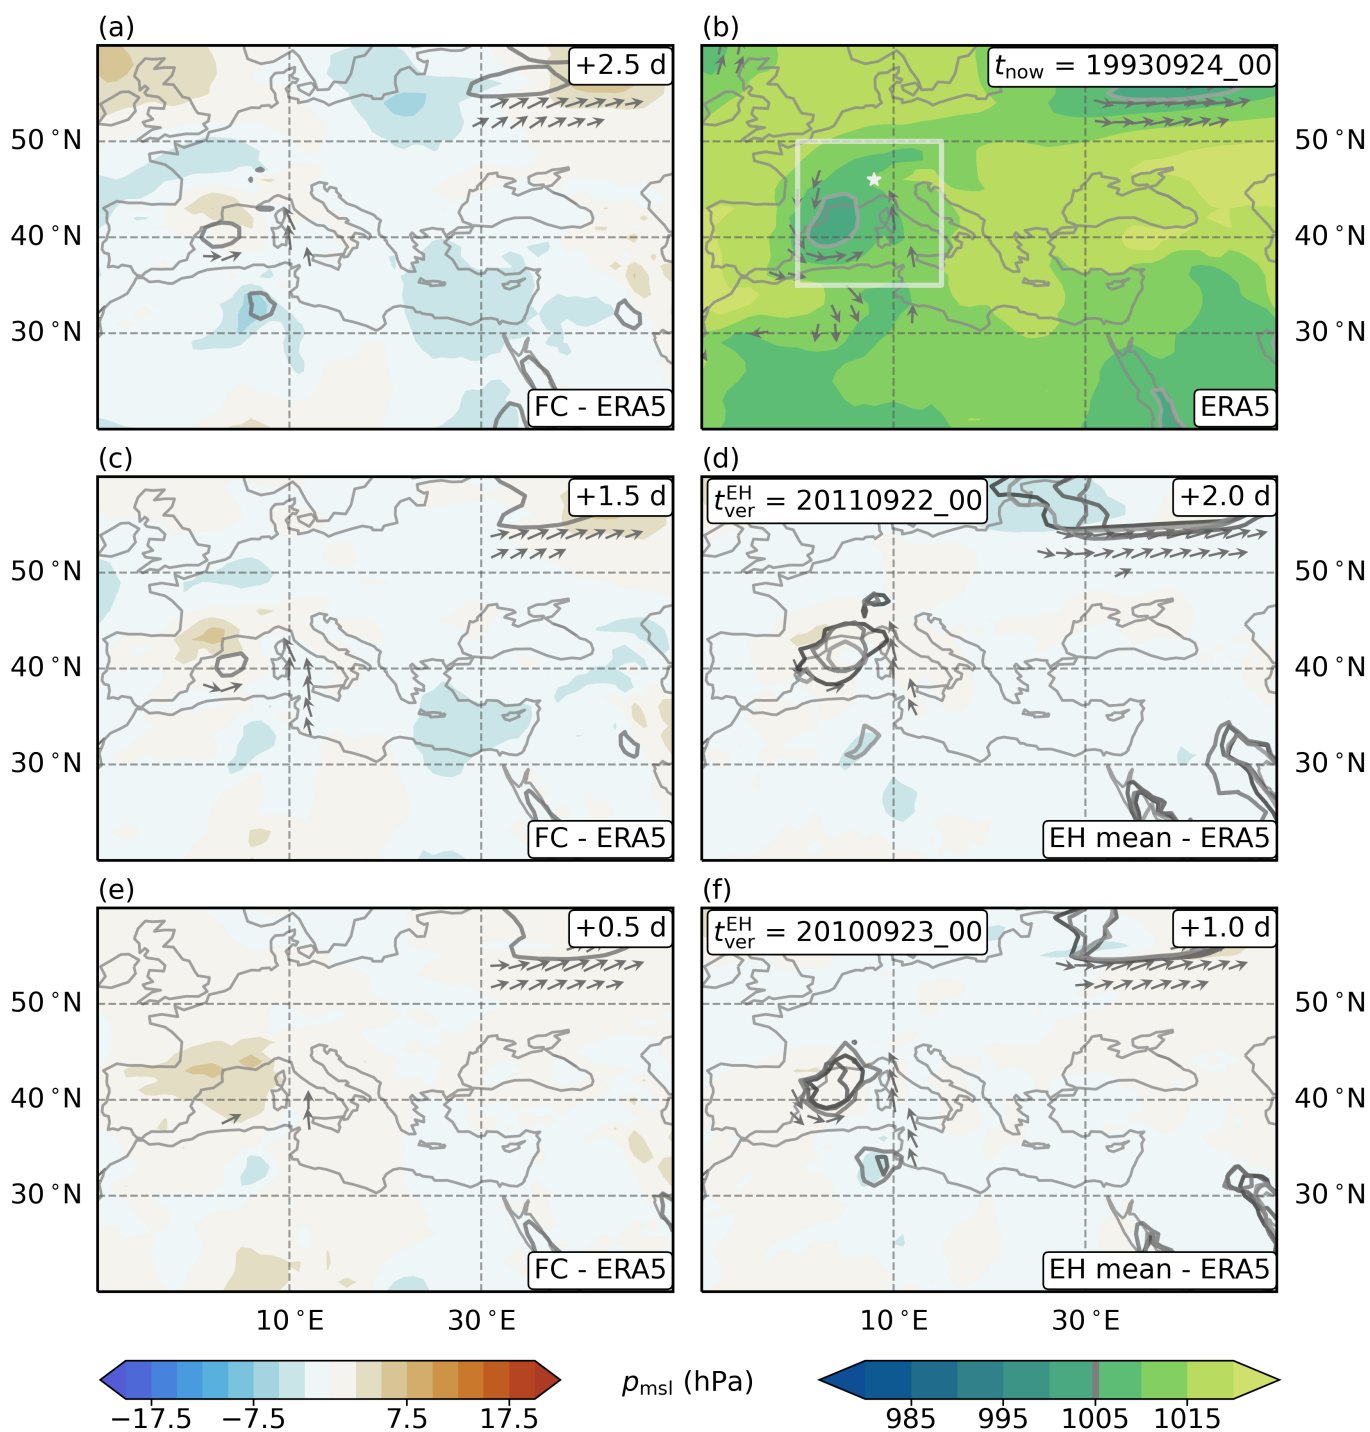 (a)
(b)
+2.5 d
t_now = 19930924_00
50 °N
50 °N
40 °N
40 °N
30 °N
30 °N
FC - ERA5
ERA5
(c)
(d)
+1.5 d
t_ver^EH = 20110922_00
+2.0 d
50 °N
50 °N
40 °N
40 °N
30 °N
30 °N
FC - ERA5
EH mean - ERA5
(e)
(f)
+0.5 d
t_ver^EH = 20100923_00
+1.0 d
50 °N
50 °N
40 °N
40 °N
30 °N
30 °N
FC - ERA5
EH mean - ERA5
10 °E
30 °E
10 °E
30 °E
p_msl (hPa)
−17.5
−7.5
7.5
17.5
985
995
1005
1015